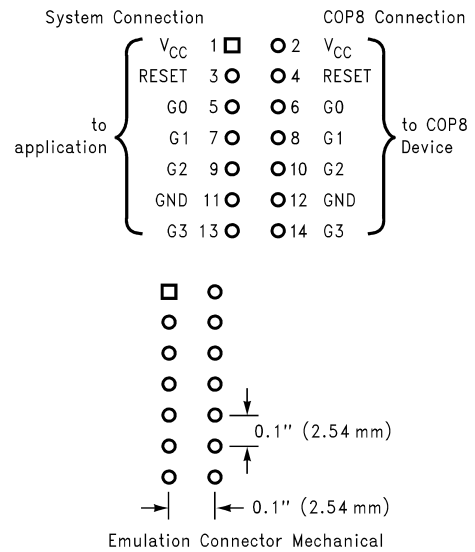 System Connection COP8 Connection
VCC 1 2 VCC
RESET 3 4 RESET
G0 5 6 G0
to application
G1 7 8 G1
to COP8 Device
G2 9 10 G2
GND 11 12 GND
G3 13 14 G3
0.1" (2.54 mm)
0.1" (2.54 mm)
Emulation Connector Mechanical